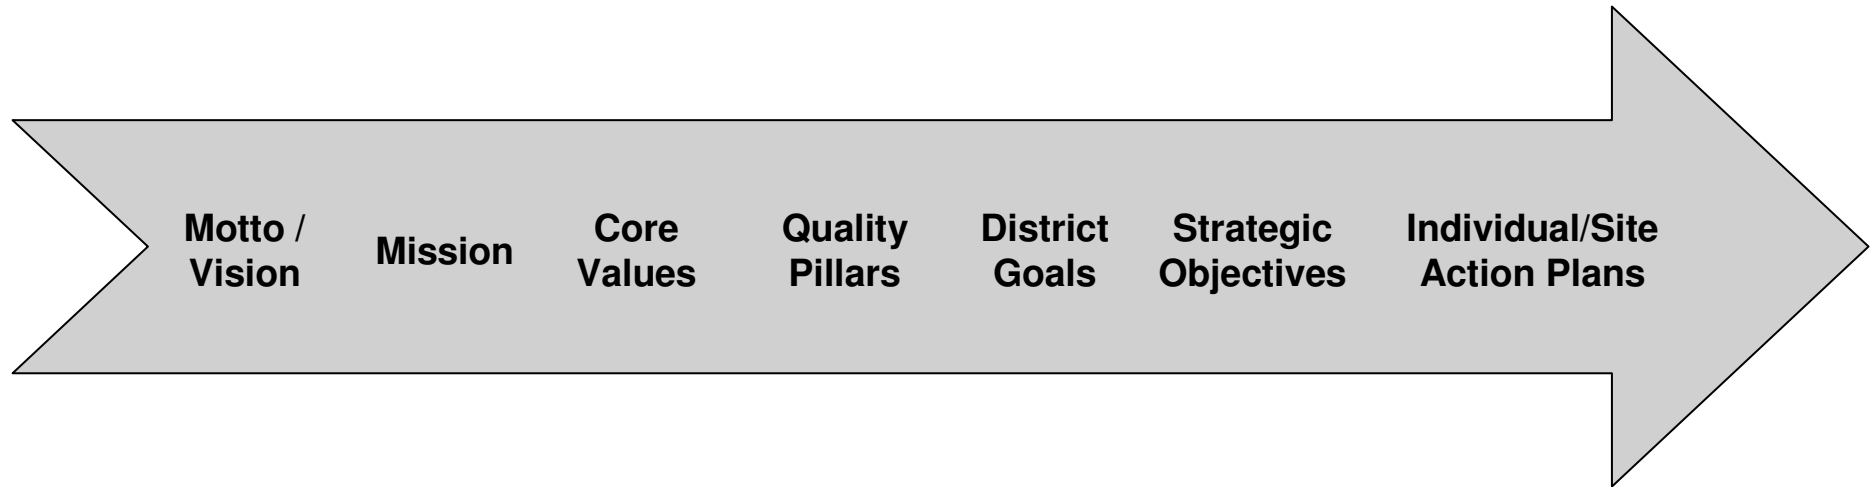 Motto /
Vision
Mission
Core
Values
Quality
Pillars
District
Goals
Strategic
Objectives
Individual/Site
Action Plans